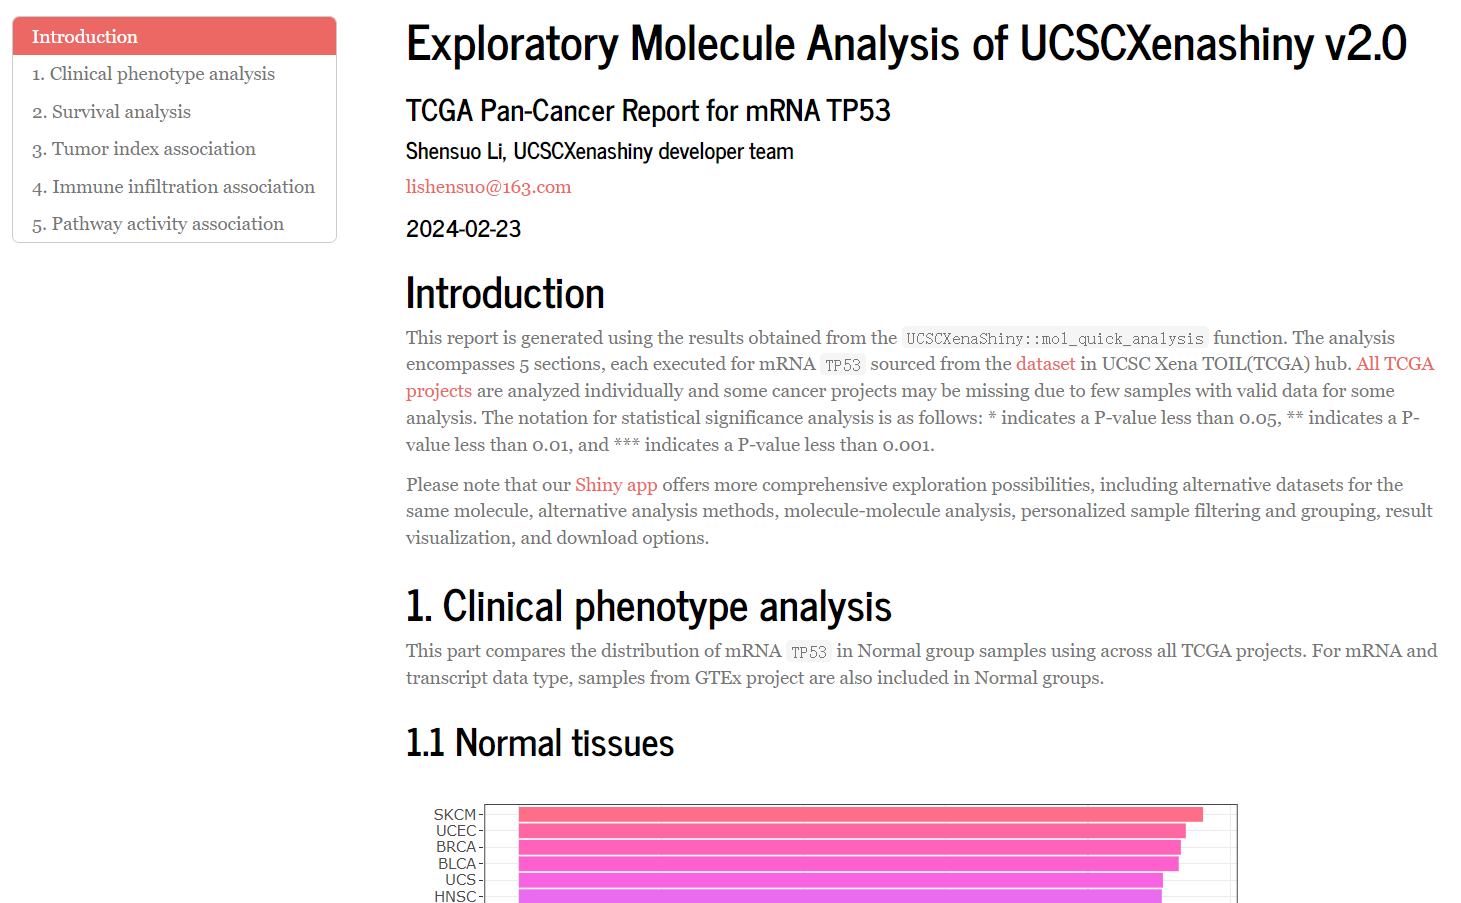 Introduction
1. Clinical phenotype analysis
2. Survival analysis
3. Tumor index association
4. Immune infiltration association
5. Pathway activity association
Exploratory Molecule Analysis of UCSCXenashiny v2.0
TCGA Pan-Cancer Report for mRNA TP53
Shensuo Li, UCSCXenashiny developer team
lishensuo@163.com
2024-02-23
Introduction
This report is generated using the results obtained from the UCSCXenaShiny::mol_quick_analysis function. The analysis
encompasses 5 sections, each executed for mRNA TP53 sourced from the dataset in UCSC Xena TOIL(TCGA) hub. All TCGA
projects are analyzed individually and some cancer projects may be missing due to few samples with valid data for some
analysis. The notation for statistical significance analysis is as follows: * indicates a P-value less than 0.05, ** indicates a P-
value less than 0.01, and *** indicates a P-value less than 0.001.
Please note that our Shiny app offers more comprehensive exploration possibilities, including alternative datasets for the
same molecule, alternative analysis methods, molecule-molecule analysis, personalized sample filtering and grouping, result
visualization, and download options.
1. Clinical phenotype analysis
This part compares the distribution of mRNA TP53 in Normal group samples using across all TCGA projects. For mRNA and
transcript data type, samples from GTEx project are also included in Normal groups.
1.1 Normal tissues
SKCM
UCEC
BRCA
BLCA
UCS
HNSC